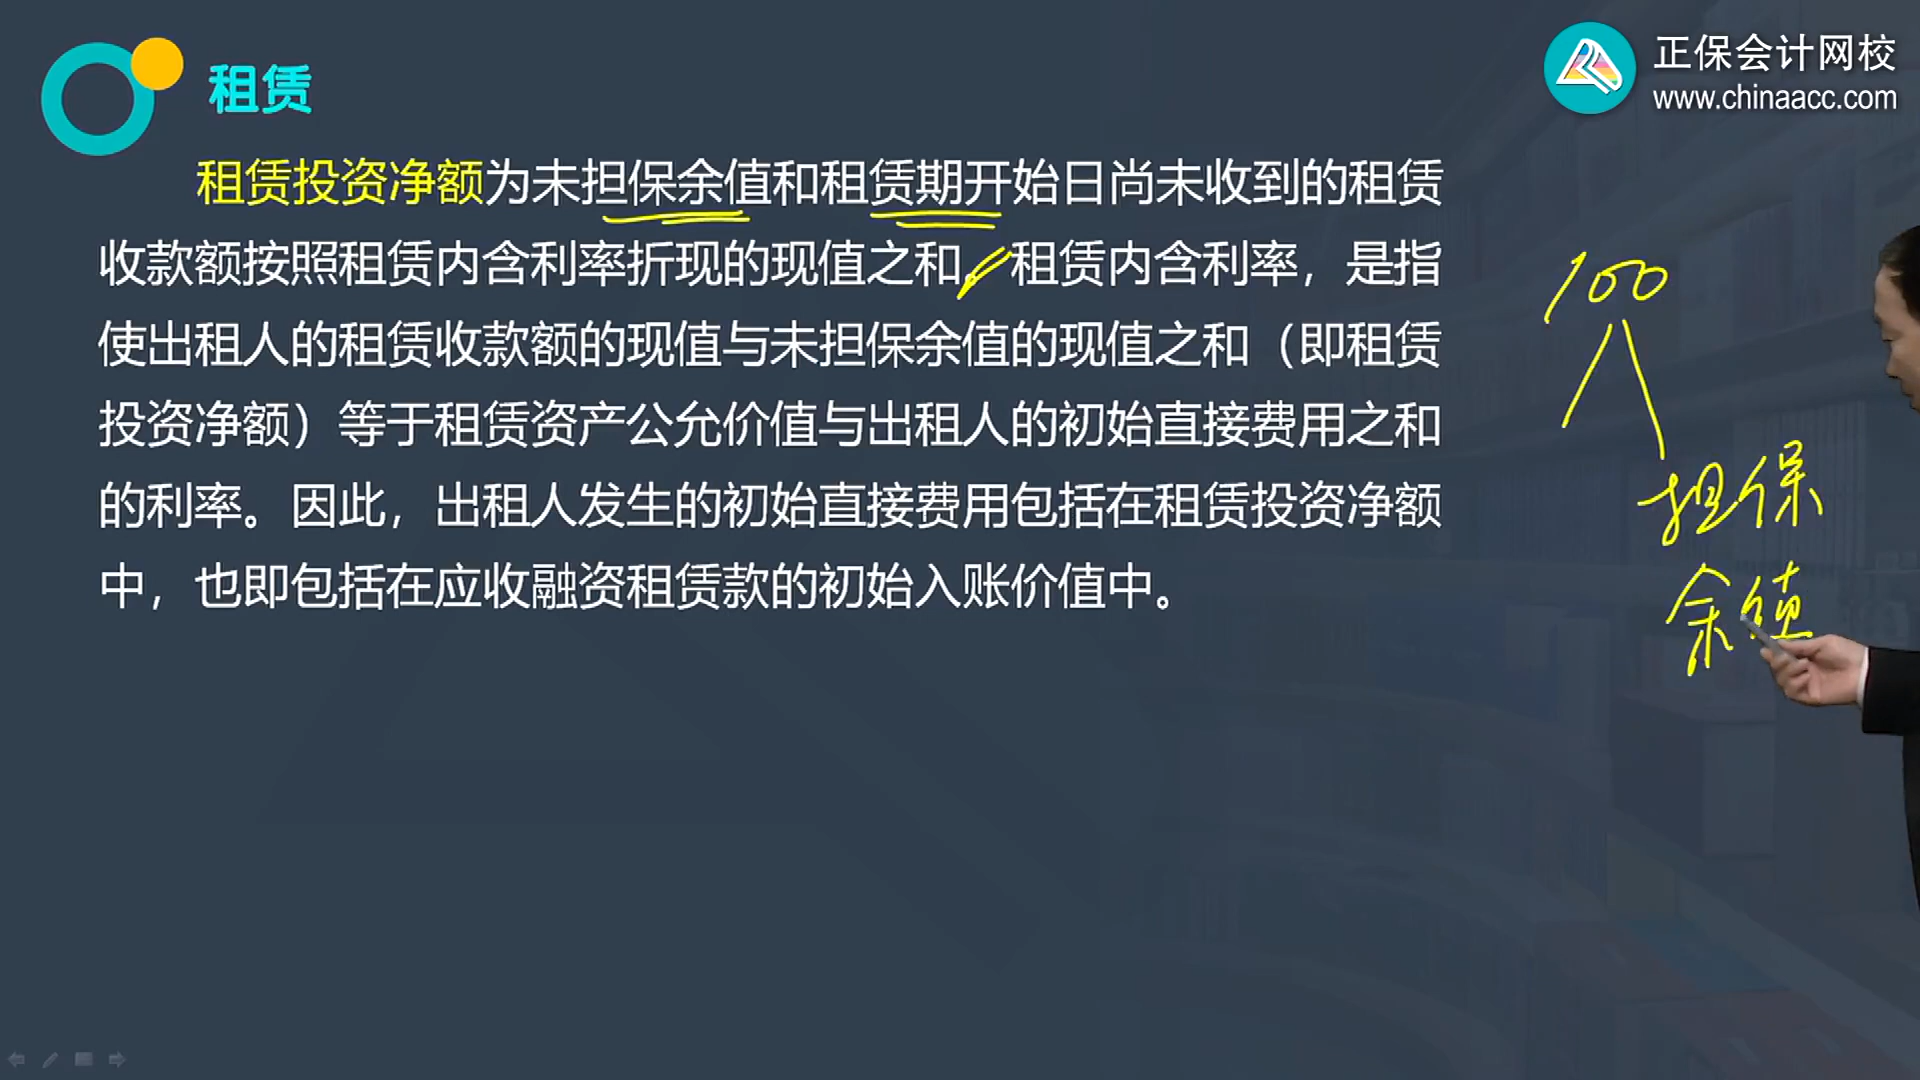 租赁
正保会计网校
www.chinaacc.com
租赁投资净额为未担保余值和租赁期开始日尚未收到的租赁
收款额按照租赁内含利率折现的现值之和。租赁内含利率，是指
使出租人的租赁收款额的现值与未担保余值的现值之和（即租赁
投资净额）等于租赁资产公允价值与出租人的初始直接费用之和
的利率。因此，出租人发生的初始直接费用包括在租赁投资净额
中，也即包括在应收融资租赁款的初始入账价值中。
100
担保
余值